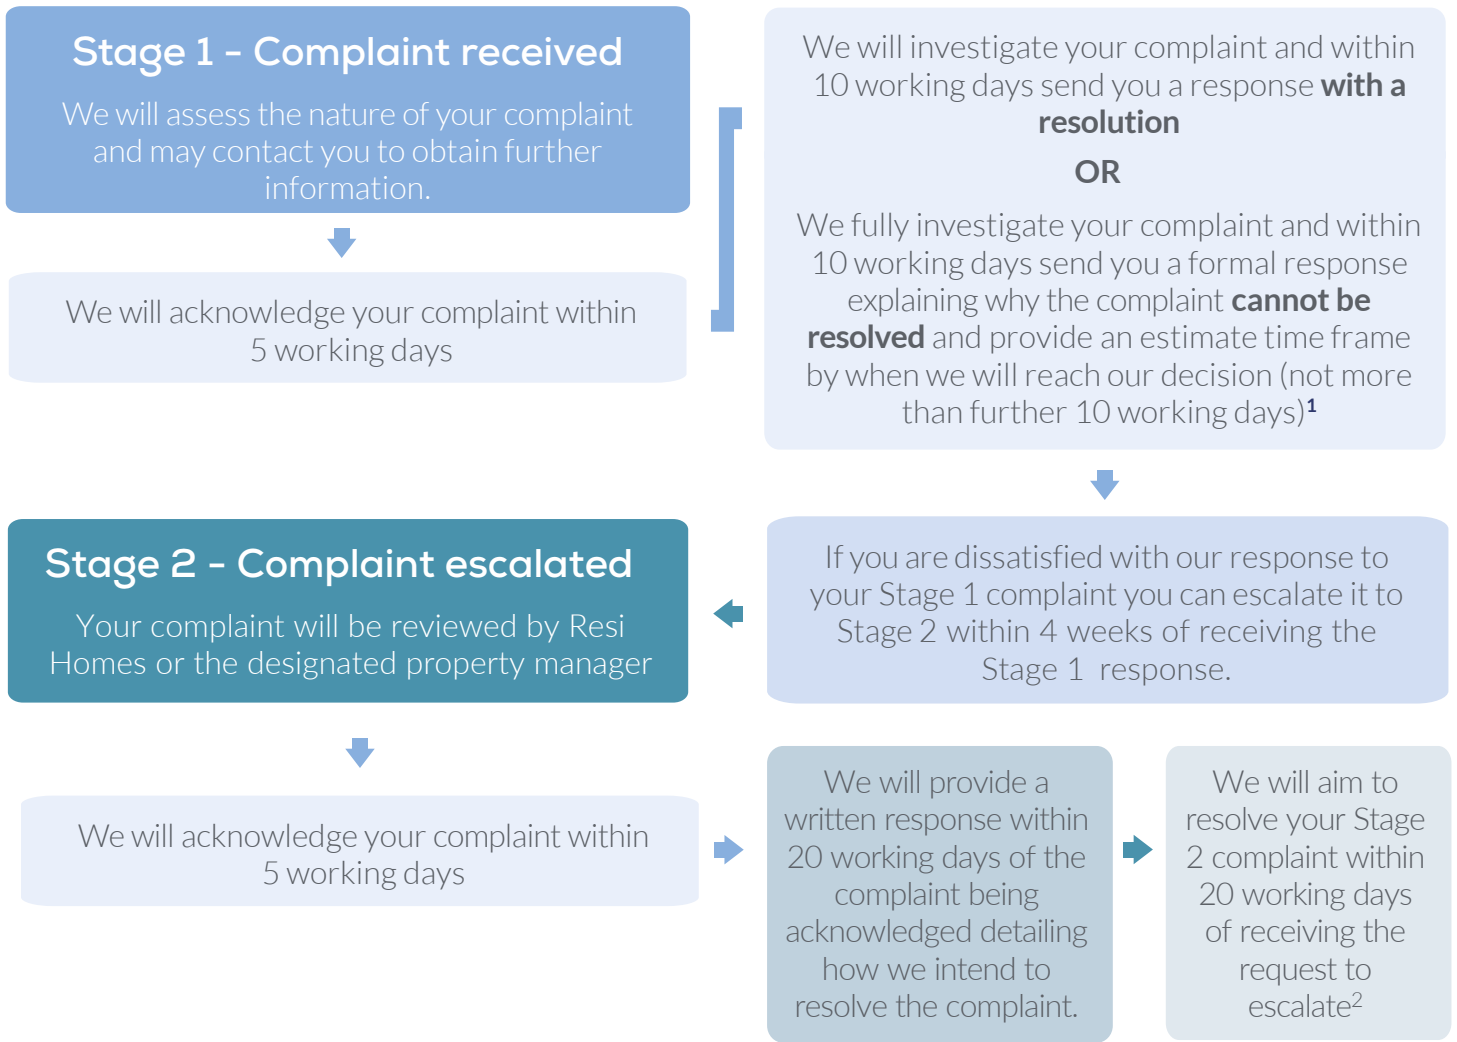 Stage 1 - Complaint received
We will assess the nature of your complaint
and may contact you to obtain further
information.
We will acknowledge your complaint within
5 working days
We will investigate your complaint and within
10 working days send you a response with a
resolution
OR
We fully investigate your complaint and within
10 working days send you a formal response
explaining why the complaint cannot be
resolved and provide an estimate time frame
by when we will reach our decision (not more
than further 10 working days)1
If you are dissatisfied with our response to
your Stage 1 complaint you can escalate it to
Stage 2 within 4 weeks of receiving the
Stage 1 response.
Stage 2 - Complaint escalated
Your complaint will be reviewed by Resi
Homes or the designated property manager
We will acknowledge your complaint within
5 working days
We will provide a
written response within
20 working days of the
complaint being
acknowledged detailing
how we intend to
resolve the complaint.
We will aim to
resolve your Stage
2 complaint within
20 working days
of receiving the
request to
escalate2